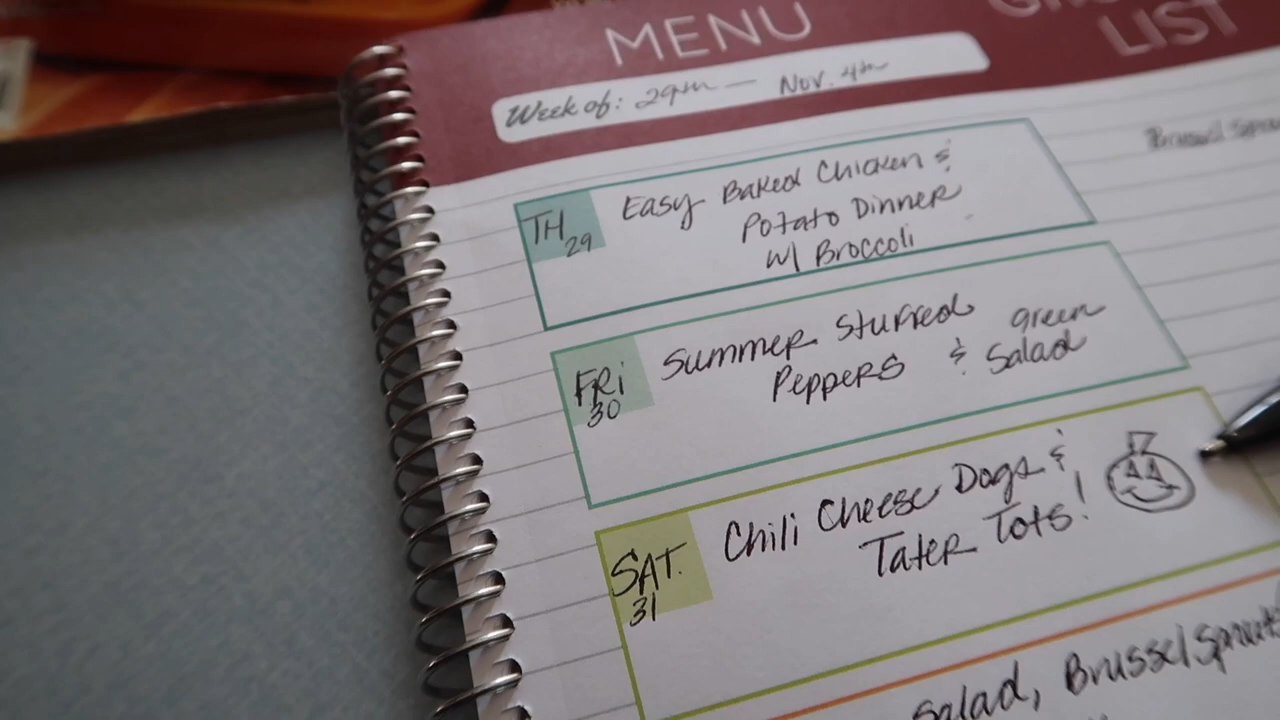 MENU
LIST
Week of: 29th — Nov. 4th
Brussel
TH 29
Easy Baked Chicken &
Potato Dinner
w/ Broccoli
FRi 30
Summer Stuffed
Peppers & green
Salad
SAT. 31
Chili Cheese Dogs &
Tater Tots!
Salad, Brussel Sprouts